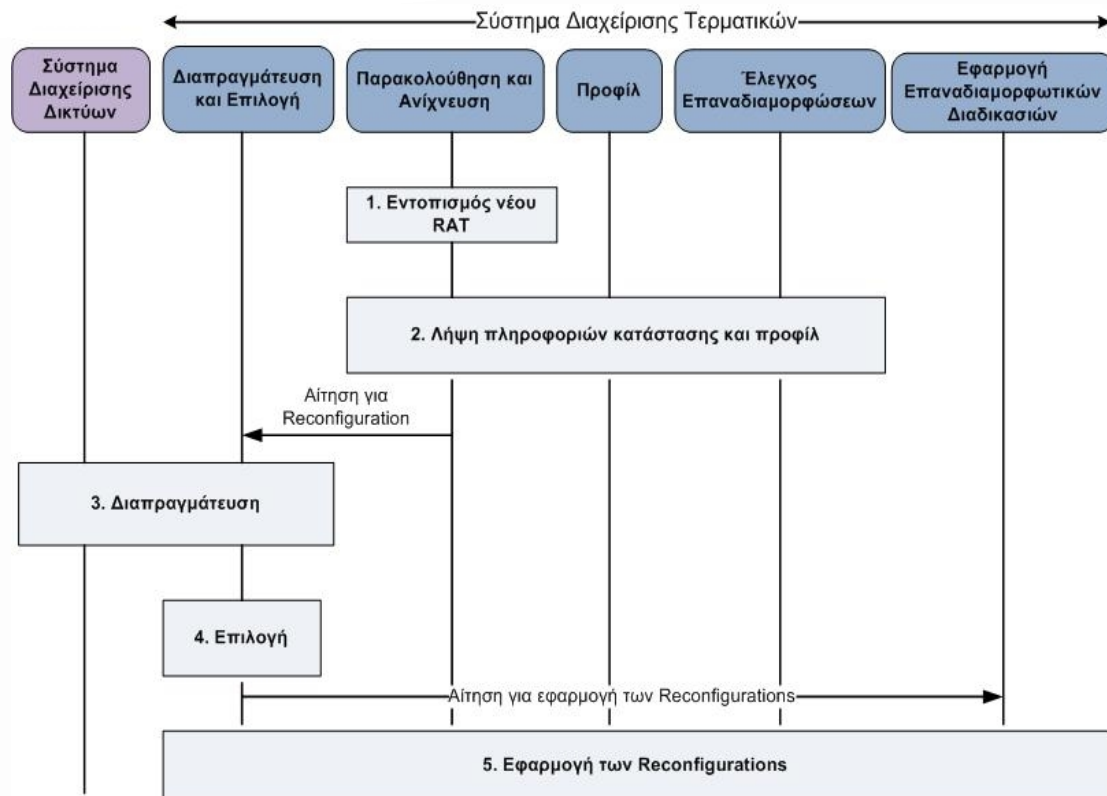 Σύστημα Διαχείρισης Τερματικών
Σύστημα
Διαχείρισης
Δικτύων
Διαπραγμάτευση
και Επιλογή
Παρακολούθηση και
Ανίχνευση
Προφίλ
Έλεγχος
Επαναδιαμορφώσεων
Εφαρμογή
Επαναδιαμορφωτικών
Διαδικασιών
1. Εντοπισμός νέου
RAT
2. Λήψη πληροφοριών κατάστασης και προφίλ
Αίτηση για
Reconfiguration
3. Διαπραγμάτευση
4. Επιλογή
Αίτηση για εφαρμογή των Reconfigurations
5. Εφαρμογή των Reconfigurations